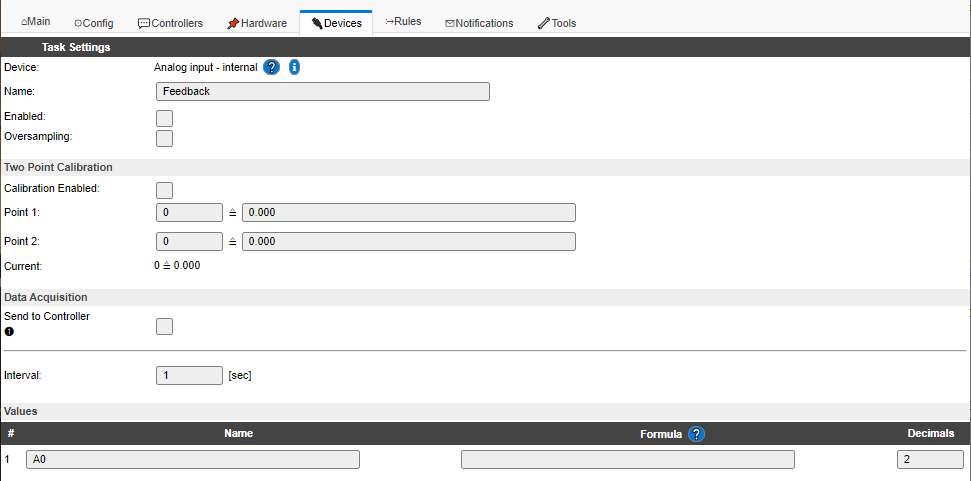 ⌂Main ⚙Config 💬Controllers 📌Hardware 🔌Devices ↪Rules ✉Notifications 🔧Tools
Task Settings
Device: Analog input - internal ? i
Name: Feedback
Enabled:
Oversampling:
Two Point Calibration
Calibration Enabled:
Point 1: 0 ≙ 0.000
Point 2: 0 ≙ 0.000
Current: 0 ≙ 0.000
Data Acquisition
Send to Controller
❶
Interval: 1 [sec]
Values
# Name Formula ? Decimals
1 A0 2